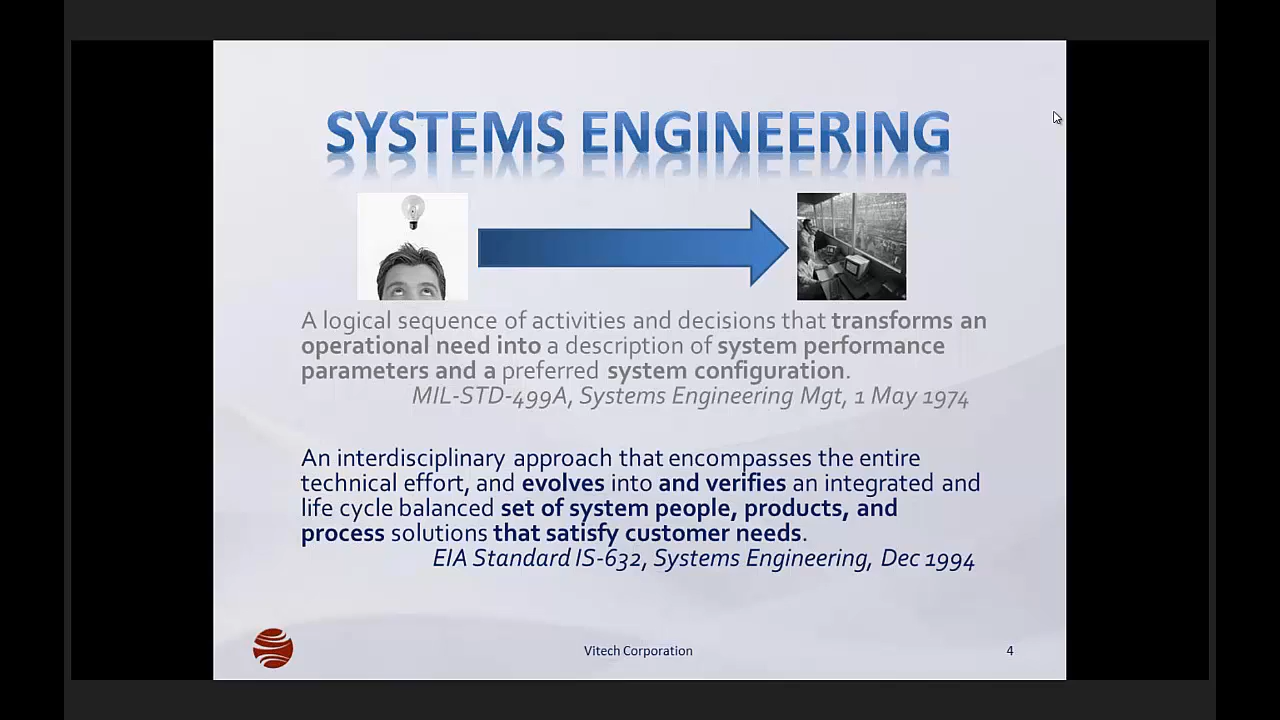 SYSTEMS ENGINEERING
A logical sequence of activities and decisions that transforms an
operational need into a description of system performance
parameters and a preferred system configuration.
MIL-STD-499A, Systems Engineering Mgt, 1 May 1974
An interdisciplinary approach that encompasses the entire
technical effort, and evolves into and verifies an integrated and
life cycle balanced set of system people, products, and
process solutions that satisfy customer needs.
EIA Standard IS-632, Systems Engineering, Dec 1994
Vitech Corporation
4